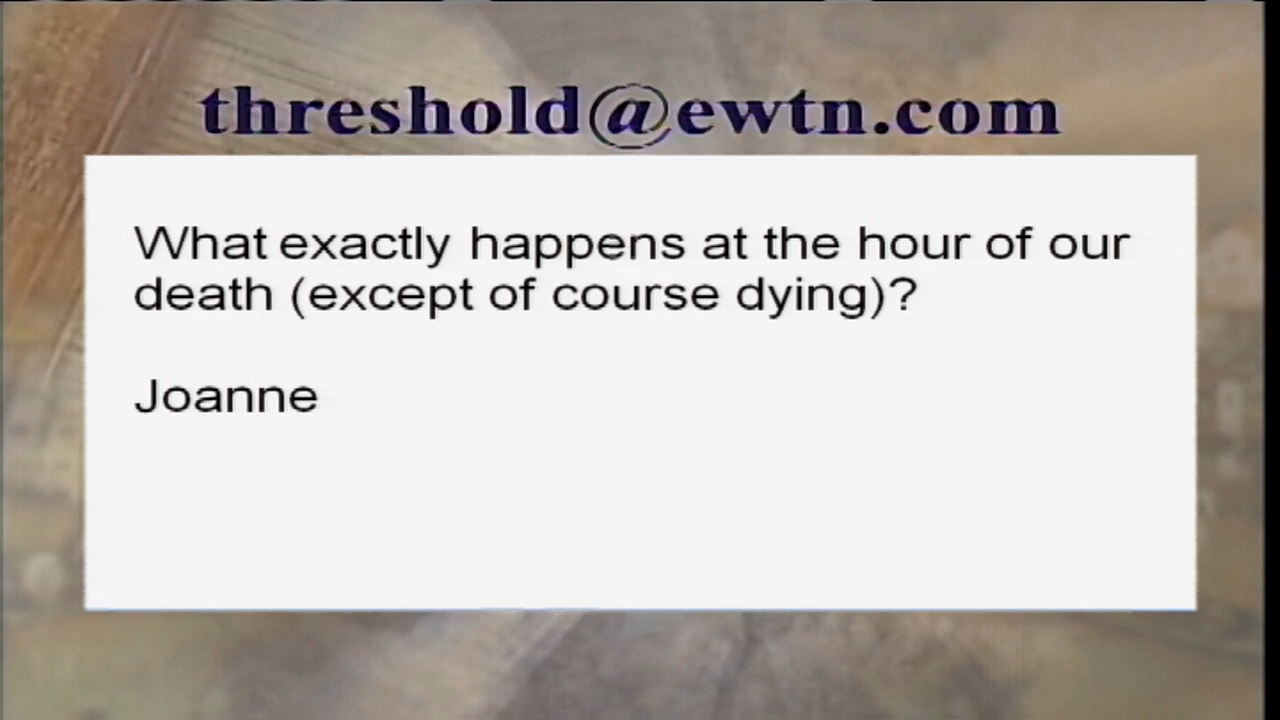 threshold@ewtn.com
What exactly happens at the hour of our
death (except of course dying)?
Joanne